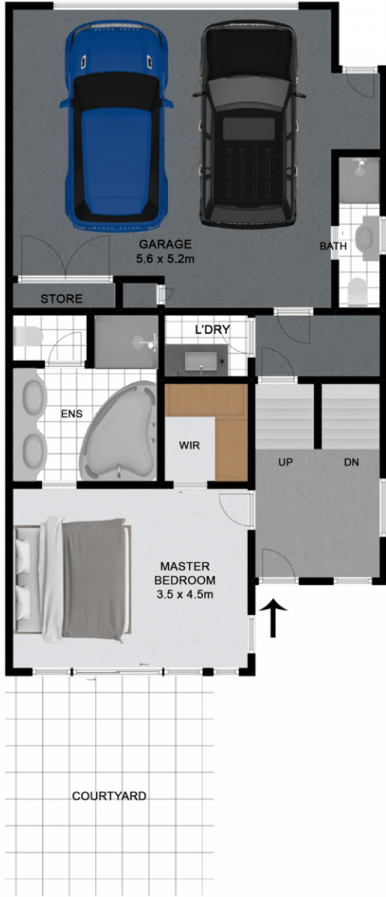 GARAGE
5.6 x 5.2m
BATH
STORE
L'DRY
ENS
WIR
UP
DN
MASTER
BEDROOM
3.5 x 4.5m
COURTYARD